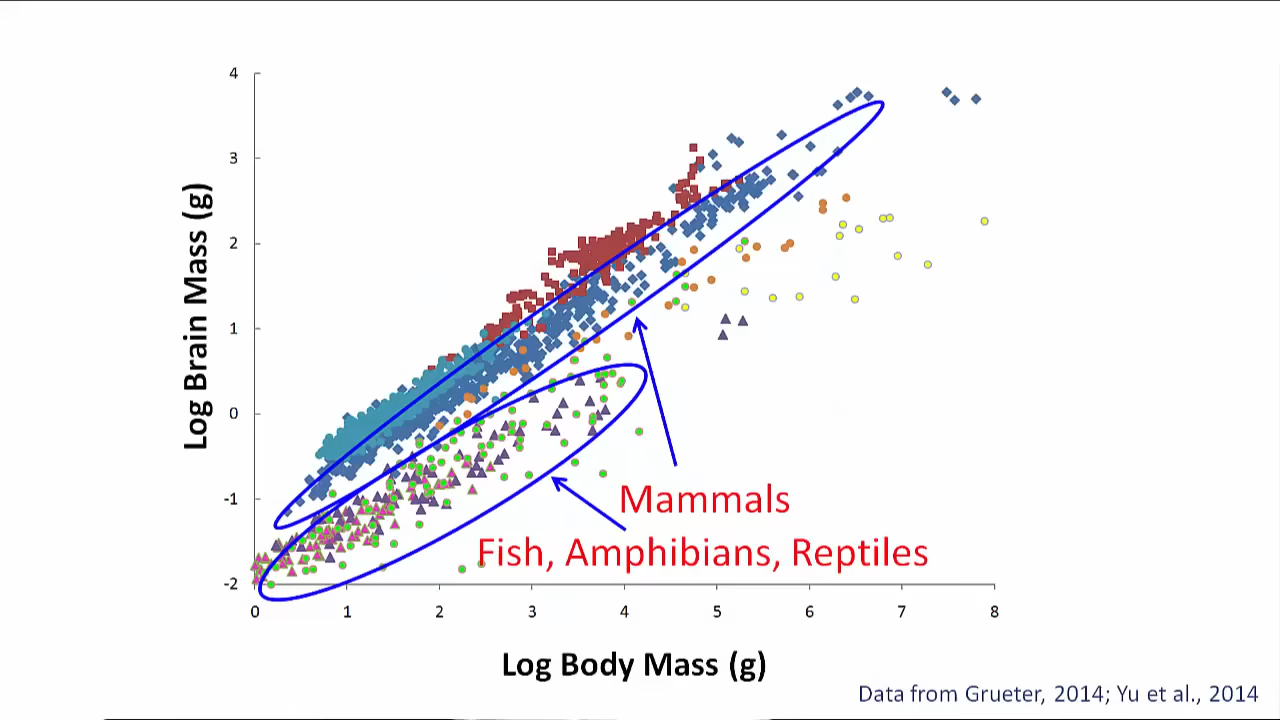 4
3
2
1
0
-1
-2
Log Brain Mass (g)
Mammals
Fish, Amphibians, Reptiles
0 1 2 3 4 5 6 7 8
Log Body Mass (g)
Data from Grueter, 2014; Yu et al., 2014